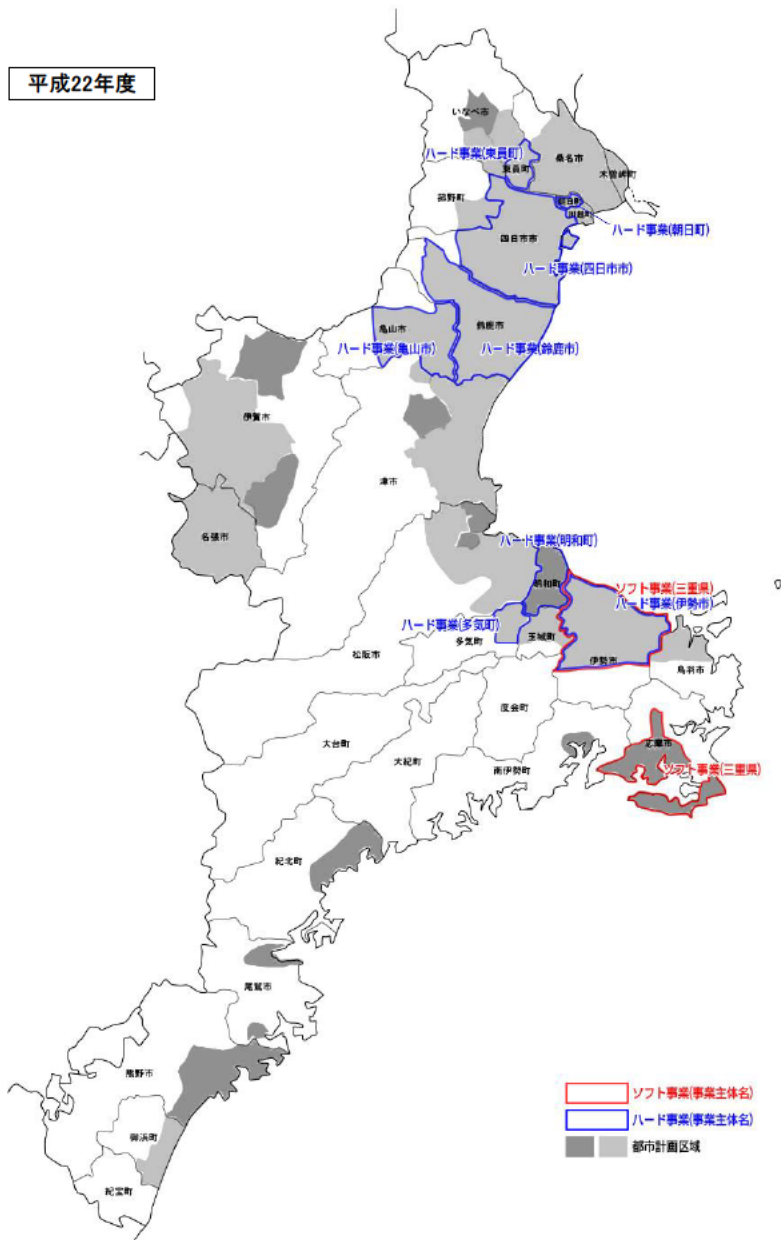 平成22年度
いなべ市
ハード事業(東員町)
東員町
桑名市
木曽岬町
菰野町
朝日町
川越町
ハード事業(朝日町)
四日市市
ハード事業(四日市市)
亀山市
鈴鹿市
ハード事業(亀山市)
ハード事業(鈴鹿市)
伊賀市
津市
名張市
ハード事業(明和町)
明和町
ソフト事業(三重県)
ハード事業(伊勢市)
ハード事業(多気町)
多気町
玉城町
松阪市
伊勢市
鳥羽市
度会町
志摩市
大台町
大紀町
南伊勢町
ソフト事業(三重県)
紀北町
尾鷲市
熊野市
御浜町
紀宝町
ソフト事業(事業主体名)
ハード事業(事業主体名)
都市計画区域